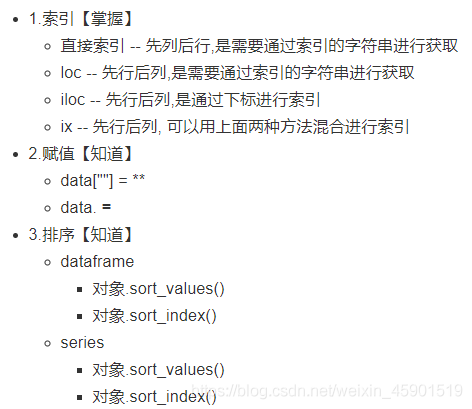 1.索引【掌握】
直接索引 -- 先列后行,是需要通过索引的字符串进行获取
loc -- 先行后列,是需要通过索引的字符串进行获取
iloc -- 先行后列,是通过下标进行索引
ix -- 先行后列, 可以用上面两种方法混合进行索引
2.赋值【知道】
data[""] = **
data. =
3.排序【知道】
dataframe
对象.sort_values()
对象.sort_index()
series
对象.sort_values()
对象.sort_index()
https://blog.csdn.net/weixin_45901519